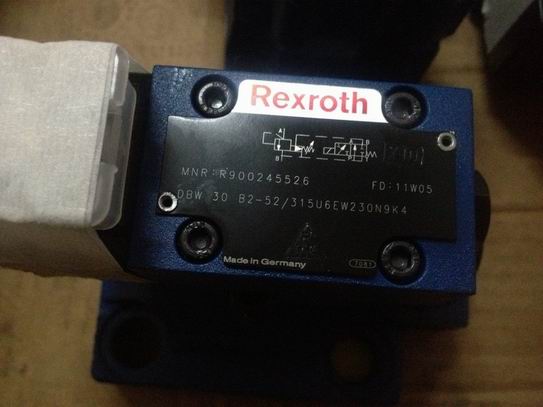 Rexroth
MNR: R900245526 FD: 11W05
DBW 30 B2-52/315U6EW230N9K4
Made in Germany